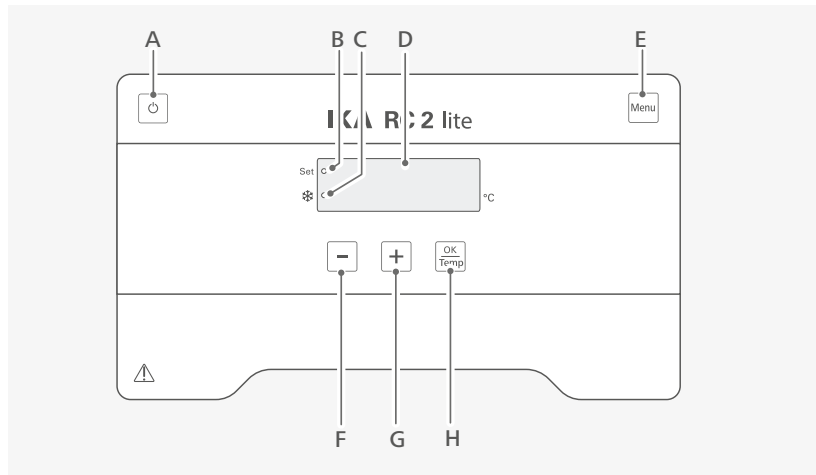 A B C D E
Menu
IKA RC 2 lite
Set
°C
OK
Temp
F G H